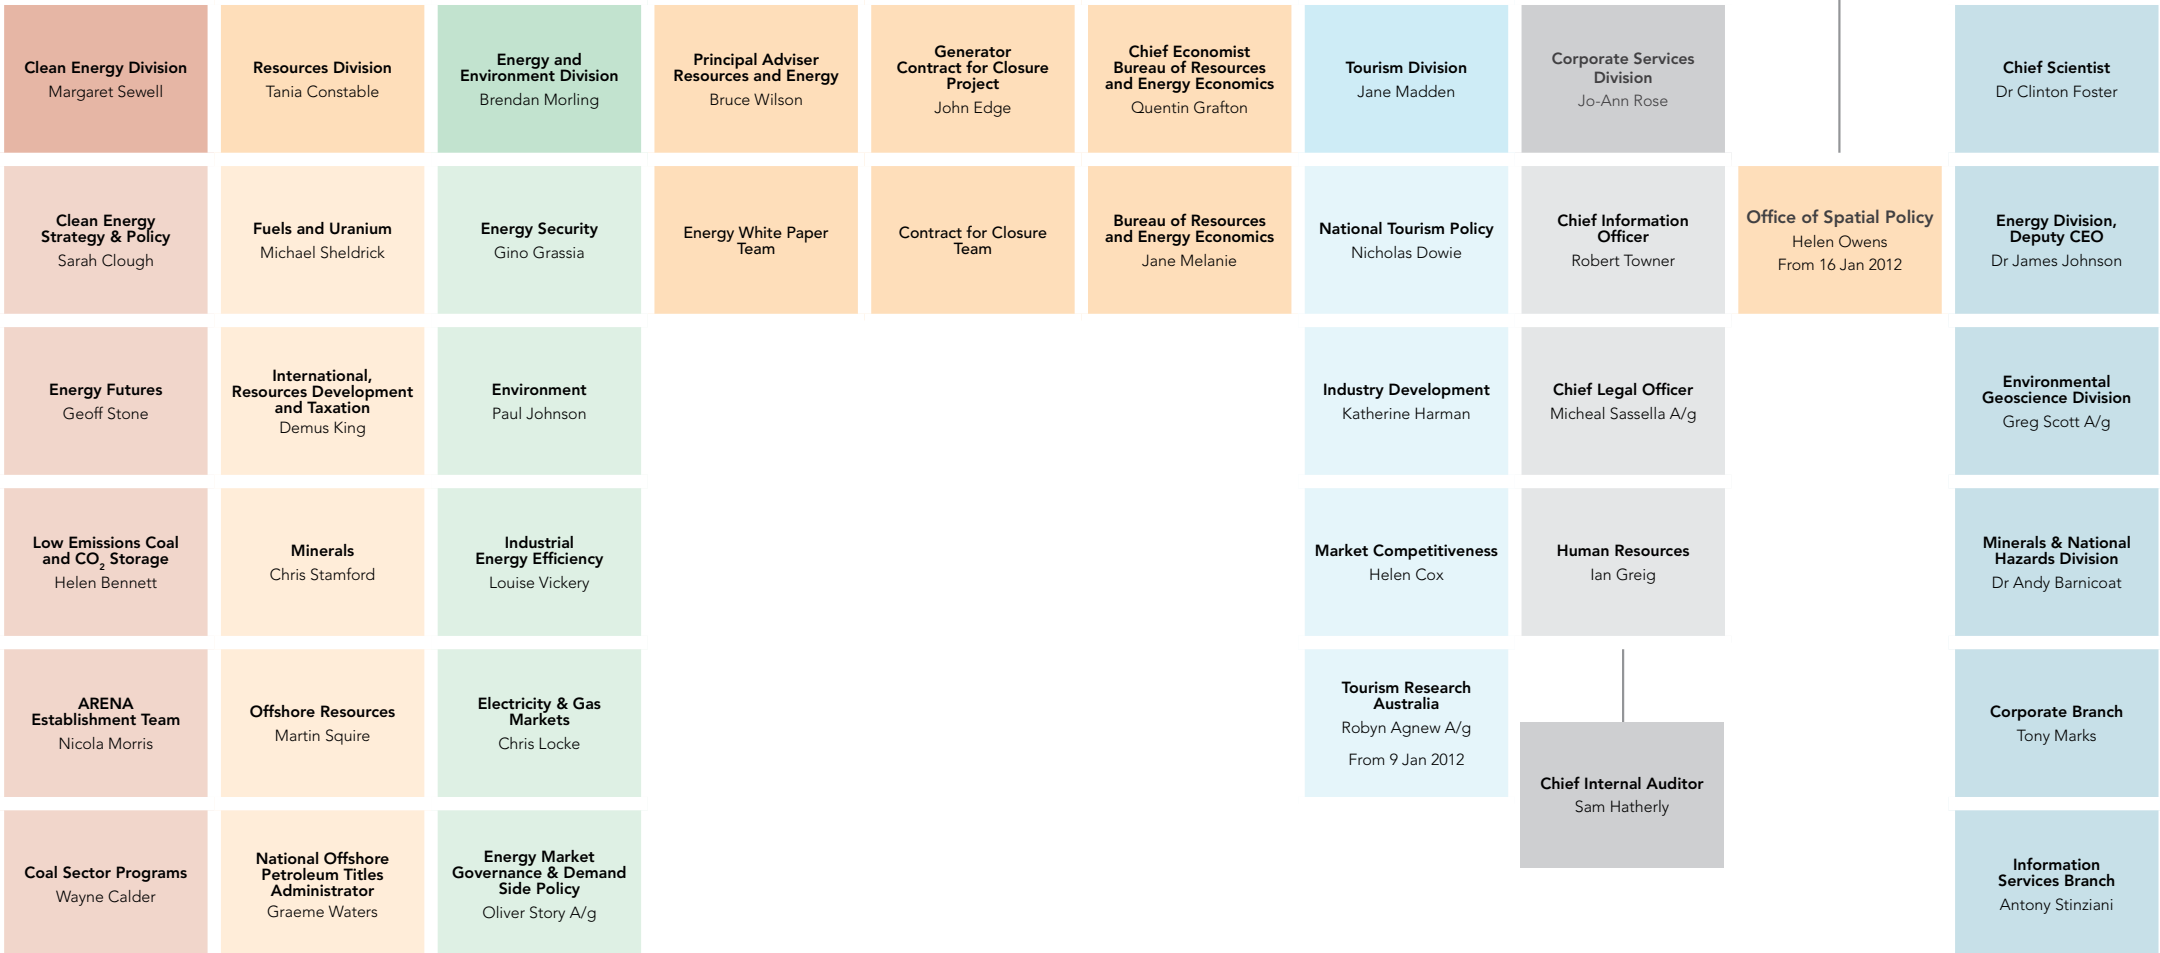 Clean Energy Division
Margaret Sewell
Resources Division
Tania Constable
Energy and
Environment Division
Brendan Morling
Principal Adviser
Resources and Energy
Bruce Wilson
Generator
Contract for Closure
Project
John Edge
Chief Economist
Bureau of Resources
and Energy Economics
Quentin Grafton
Tourism Division
Jane Madden
Corporate Services
Division
Jo-Ann Rose
Chief Scientist
Dr Clinton Foster
Clean Energy
Strategy & Policy
Sarah Clough
Fuels and Uranium
Michael Sheldrick
Energy Security
Gino Grassia
Energy White Paper
Team
Contract for Closure
Team
Bureau of Resources
and Energy Economics
Jane Melanie
National Tourism Policy
Nicholas Dowie
Chief Information
Officer
Robert Towner
Office of Spatial Policy
Helen Owens
From 16 Jan 2012
Energy Division,
Deputy CEO
Dr James Johnson
Energy Futures
Geoff Stone
International,
Resources Development
and Taxation
Demus King
Environment
Paul Johnson
Industry Development
Katherine Harman
Chief Legal Officer
Micheal Sassella A/g
Environmental
Geoscience Division
Greg Scott A/g
Low Emissions Coal
and CO₂ Storage
Helen Bennett
Minerals
Chris Stamford
Industrial
Energy Efficiency
Louise Vickery
Market Competitiveness
Helen Cox
Human Resources
Ian Greig
Minerals & National
Hazards Division
Dr Andy Barnicoat
ARENA
Establishment Team
Nicola Morris
Offshore Resources
Martin Squire
Electricity & Gas
Markets
Chris Locke
Tourism Research
Australia
Robyn Agnew A/g
From 9 Jan 2012
Chief Internal Auditor
Sam Hatherly
Corporate Branch
Tony Marks
Coal Sector Programs
Wayne Calder
National Offshore
Petroleum Titles
Administrator
Graeme Waters
Energy Market
Governance & Demand
Side Policy
Oliver Story A/g
Information
Services Branch
Antony Stinziani